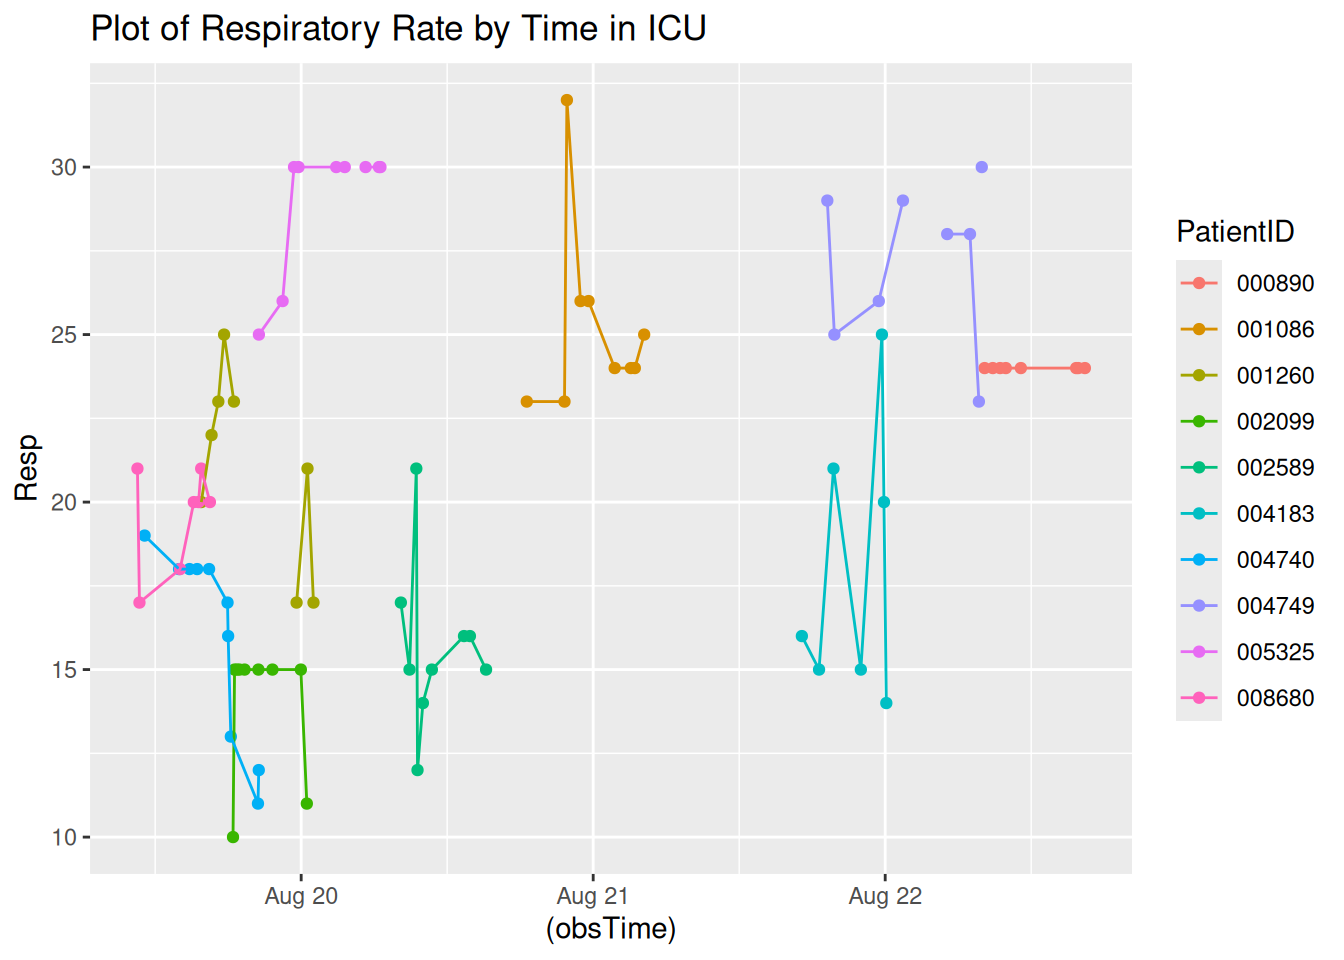 Plot of Respiratory Rate by Time in ICU
30
25
20
15
10
Resp
Aug 20
Aug 21
Aug 22
(obsTime)
PatientID
000890
001086
001260
002099
002589
004183
004740
004749
005325
008680